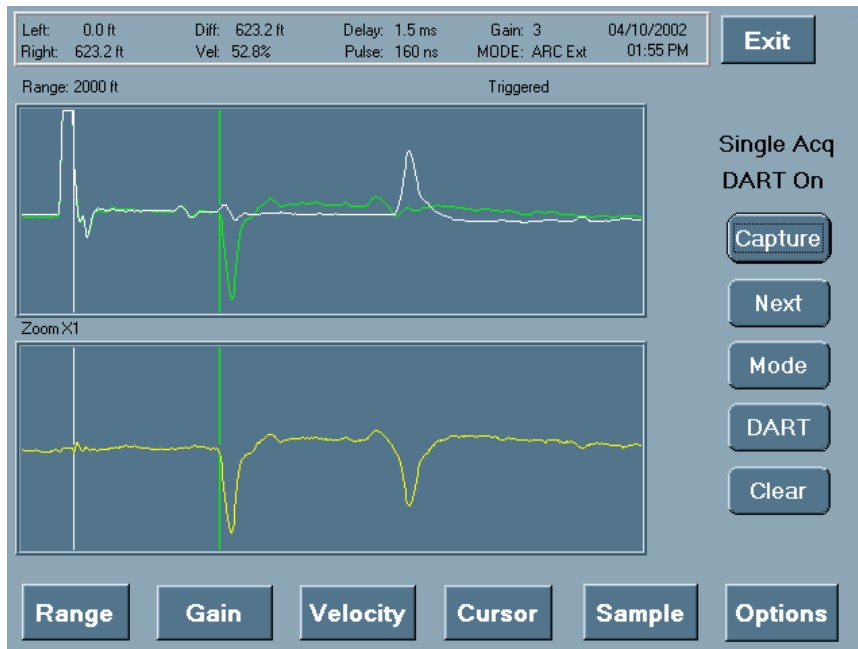 Left: 0.0 ft Diff: 623.2 ft Delay: 1.5 ms Gain: 3 04/10/2002
Right: 623.2 ft Vel: 52.8% Pulse: 160 ns MODE: ARC Ext 01:55 PM
Exit
Range: 2000 ft Triggered
Single Acq
DART On
Capture
Next
Zoom X1
Mode
DART
Clear
Range Gain Velocity Cursor Sample Options